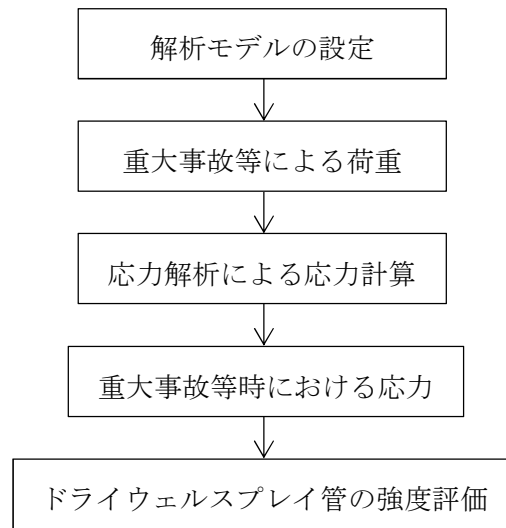 解析モデルの設定
重大事故等による荷重
応力解析による応力計算
重大事故等時における応力
ドライウェルスプレイ管の強度評価